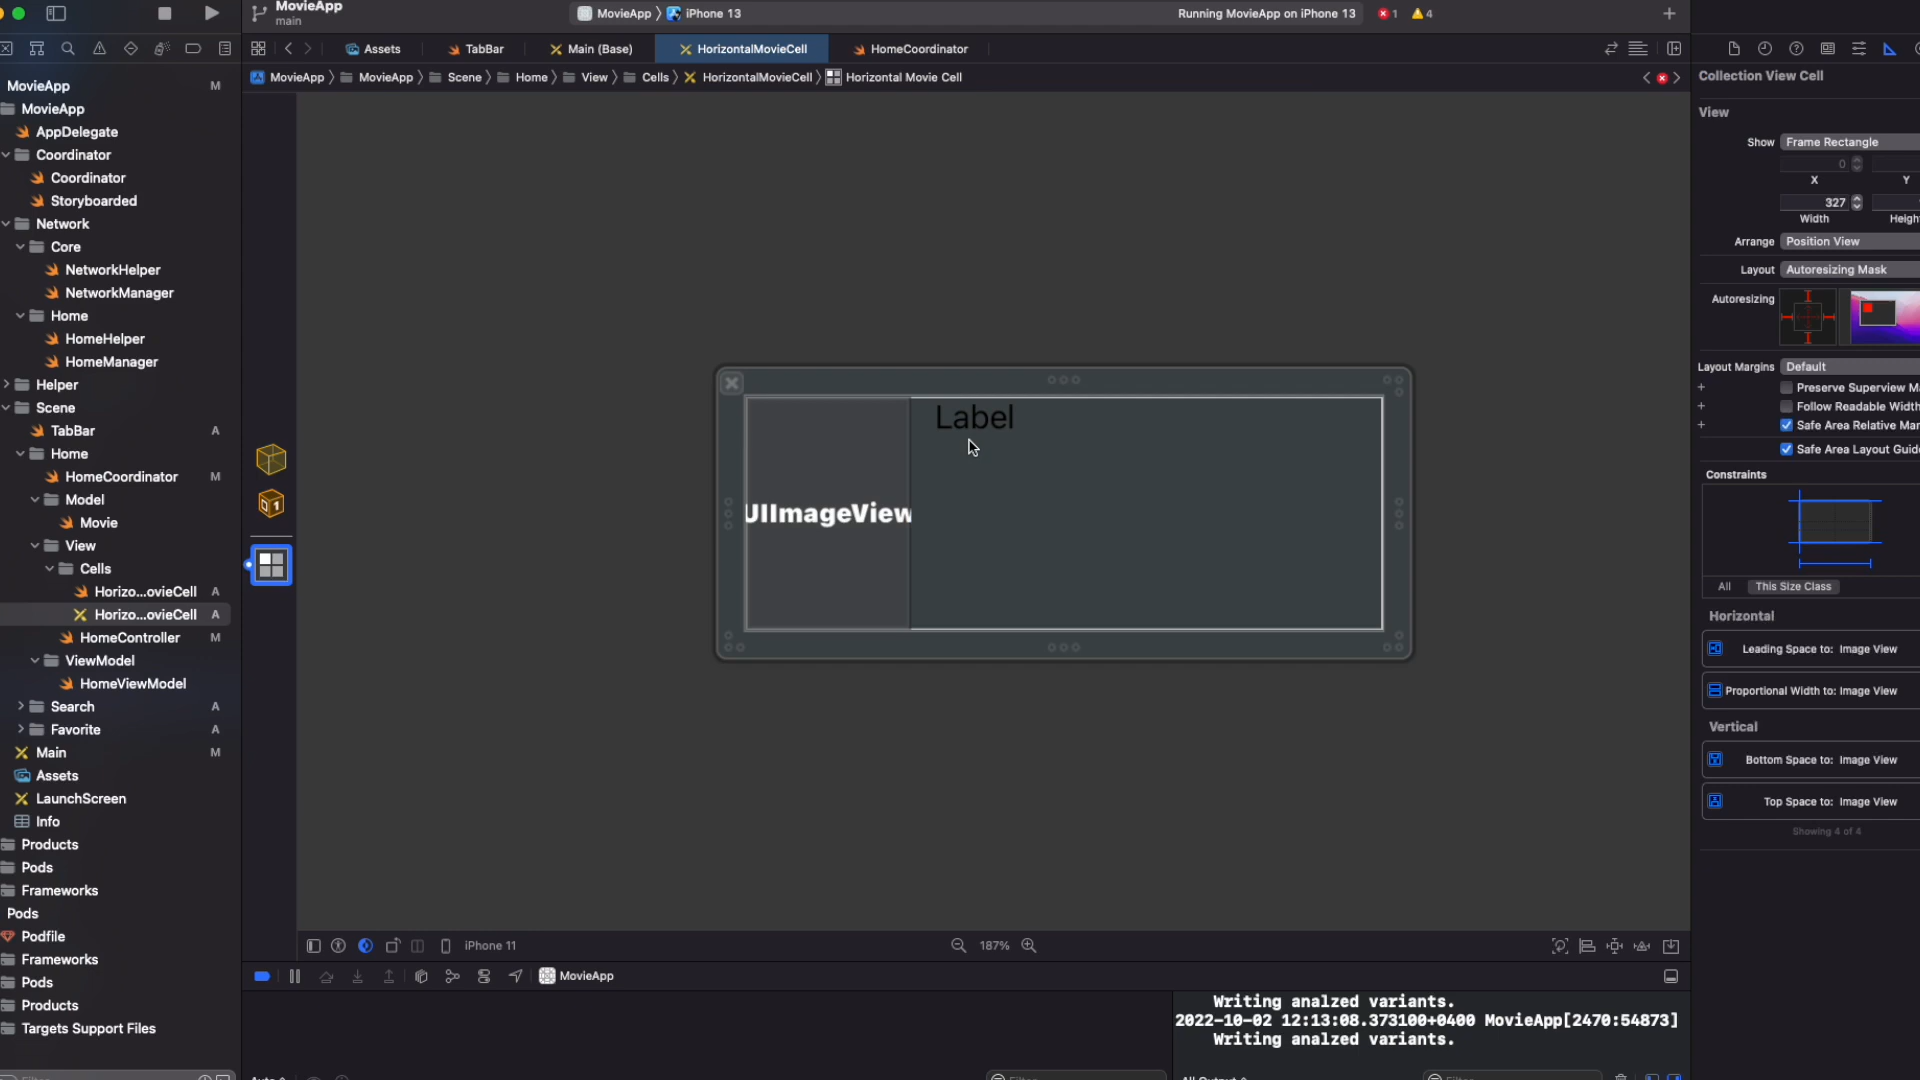 MovieApp
main
MovieApp
iPhone 13
Running MovieApp on iPhone 13
1
4
Assets
TabBar
Main (Base)
HorizontalMovieCell
HomeCoordinator
MovieApp
MovieApp
Scene
Home
View
Cells
HorizontalMovieCell
Horizontal Movie Cell
MovieApp M
MovieApp
AppDelegate
Coordinator
Coordinator
Storyboarded
Network
Core
NetworkHelper
NetworkManager
Home
HomeHelper
HomeManager
Helper
Scene
TabBar A
Home
HomeCoordinator M
Model
Movie
View
Cells
Horizo...ovieCell A
Horizo...ovieCell A
HomeController M
ViewModel
HomeViewModel
Search A
Favorite A
Main M
Assets
LaunchScreen
Info
Products
Pods
Frameworks
Pods
Podfile
Frameworks
Pods
Products
Targets Support Files
1
Label
UIImageView
iPhone 11
187%
MovieApp
Writing analzed variants.
2022-10-02 12:13:08.373100+0400 MovieApp[2470:54873]
Writing analzed variants.
Collection View Cell
View
Show Frame Rectangle
0
X Y
327
Width Height
Arrange Position View
Layout Autoresizing Mask
Autoresizing
Layout Margins Default
Preserve Superview Ma
Follow Readable Width
Safe Area Relative Mar
Safe Area Layout Guide
Constraints
All This Size Class
Horizontal
Leading Space to: Image View
Proportional Width to: Image View
Vertical
Bottom Space to: Image View
Top Space to: Image View
Showing 4 of 4